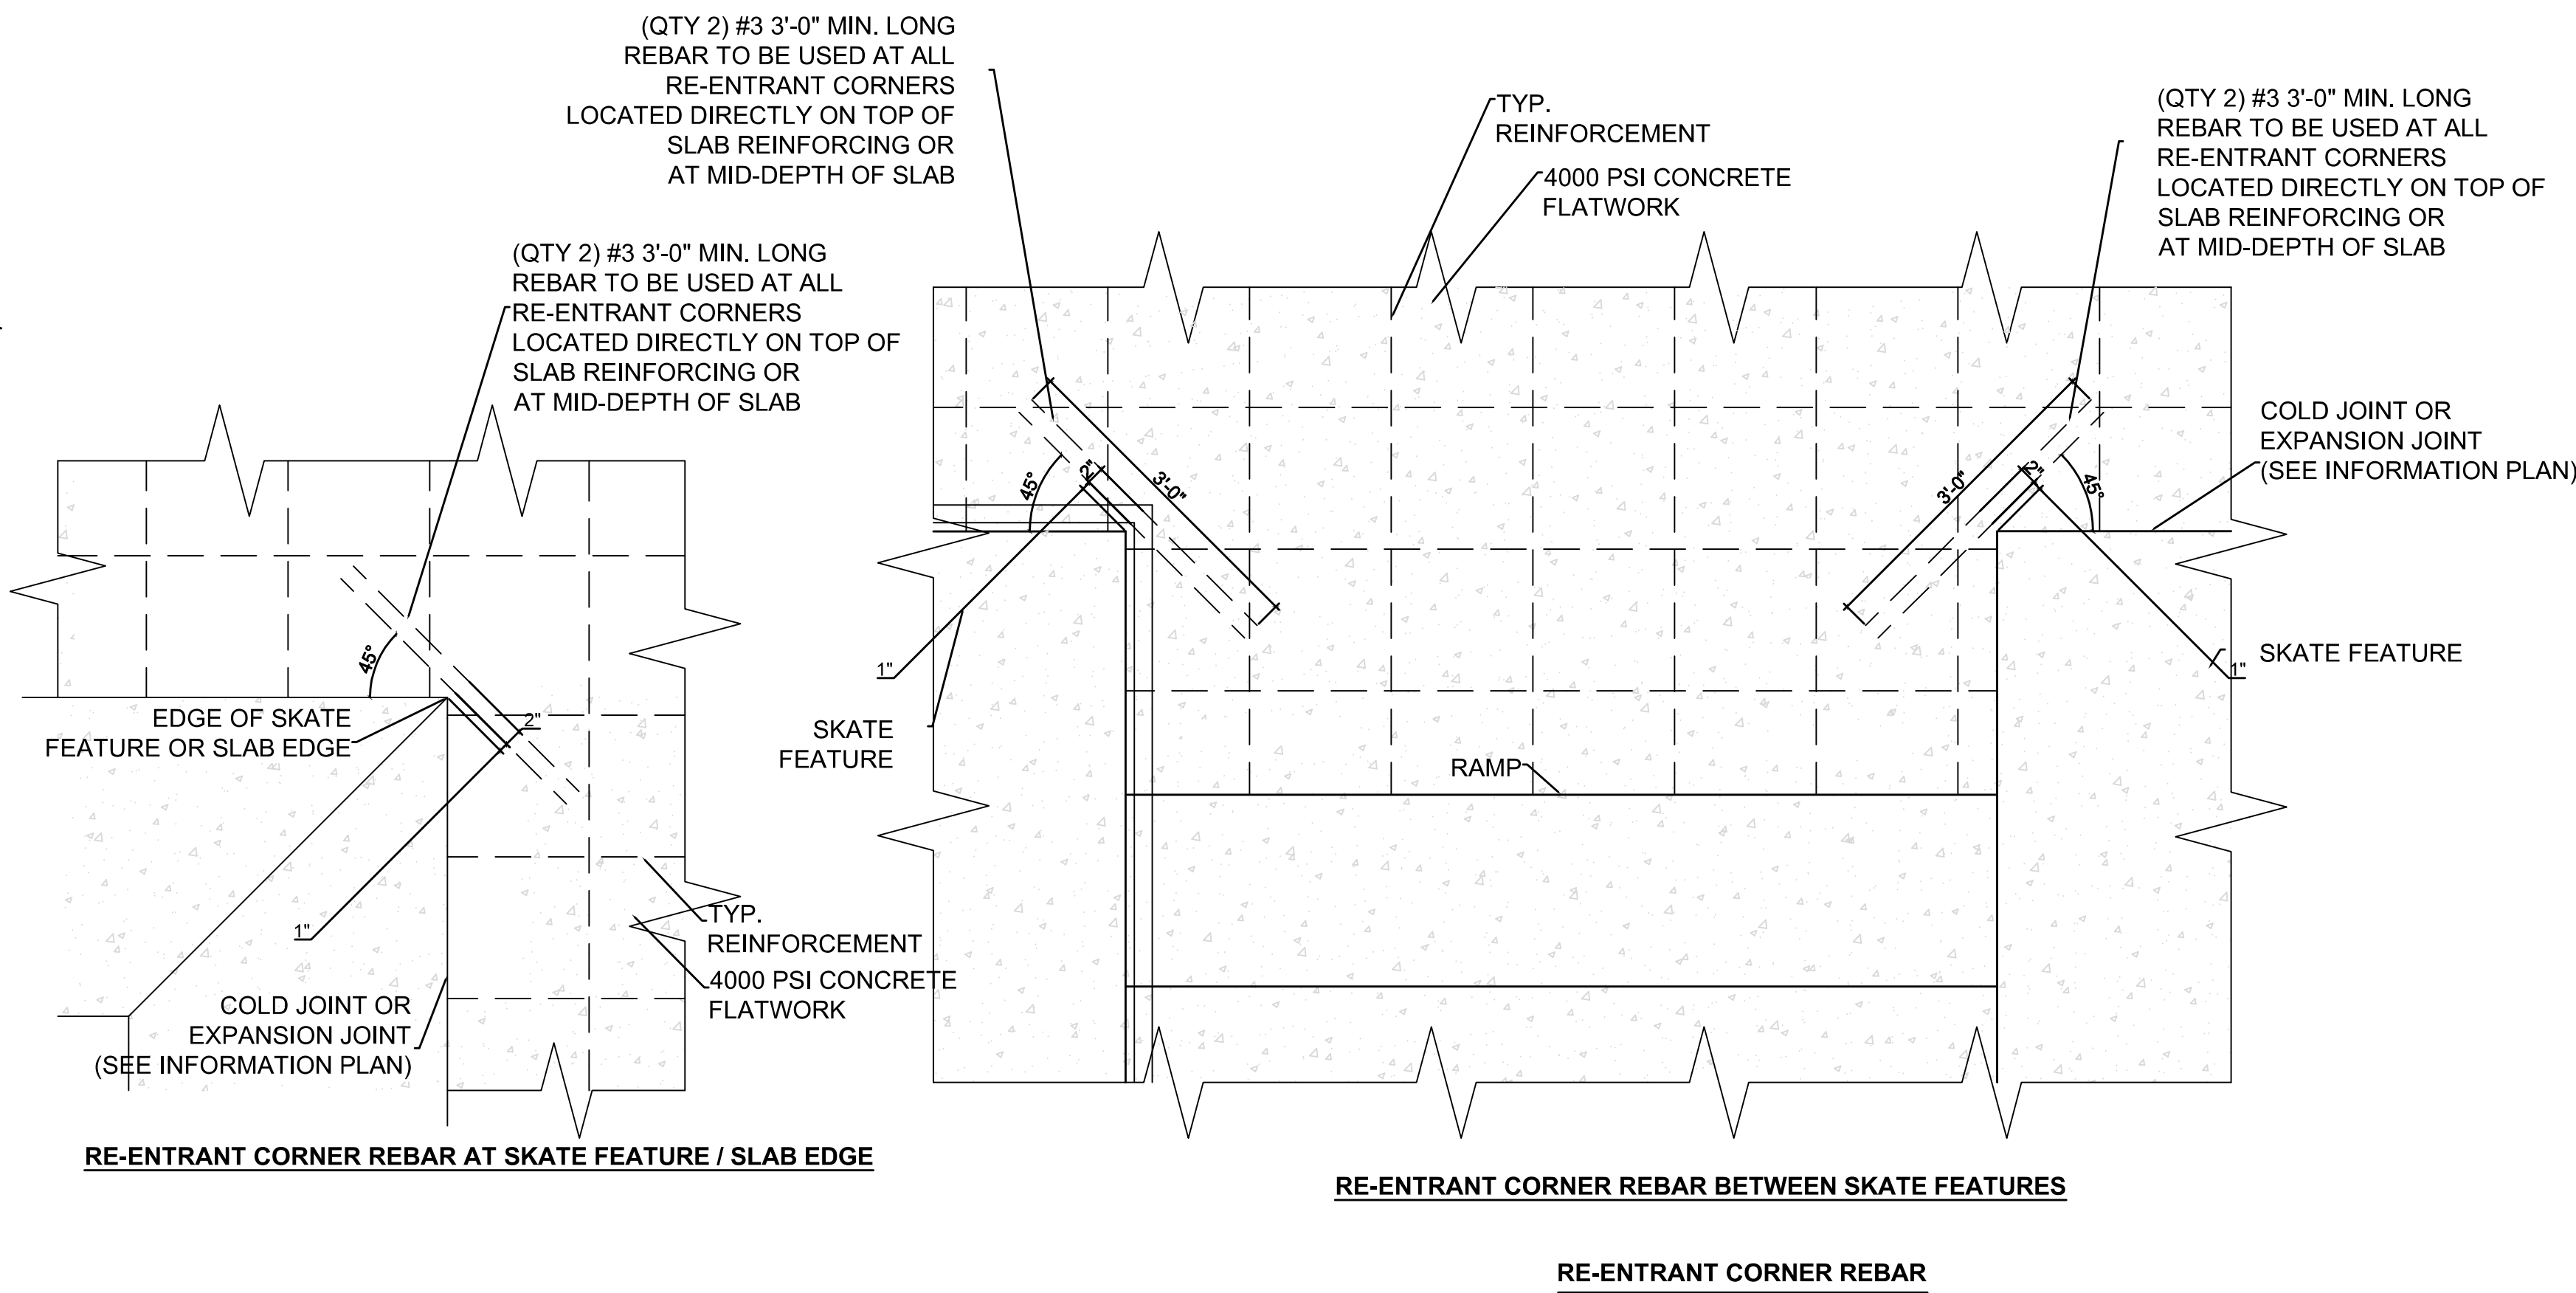 (QTY 2) #3 3'-0" MIN. LONG
REBAR TO BE USED AT ALL
RE-ENTRANT CORNERS
LOCATED DIRECTLY ON TOP OF
SLAB REINFORCING OR
AT MID-DEPTH OF SLAB
(QTY 2) #3 3'-0" MIN. LONG
REBAR TO BE USED AT ALL
RE-ENTRANT CORNERS
LOCATED DIRECTLY ON TOP OF
SLAB REINFORCING OR
AT MID-DEPTH OF SLAB
45°
EDGE OF SKATE
FEATURE OR SLAB EDGE
2"
1"
TYP.
REINFORCEMENT
4000 PSI CONCRETE
FLATWORK
COLD JOINT OR
EXPANSION JOINT
(SEE INFORMATION PLAN)
RE-ENTRANT CORNER REBAR AT SKATE FEATURE / SLAB EDGE
TYP.
REINFORCEMENT
4000 PSI CONCRETE
FLATWORK
(QTY 2) #3 3'-0" MIN. LONG
REBAR TO BE USED AT ALL
RE-ENTRANT CORNERS
LOCATED DIRECTLY ON TOP OF
SLAB REINFORCING OR
AT MID-DEPTH OF SLAB
COLD JOINT OR
EXPANSION JOINT
(SEE INFORMATION PLAN)
45°
2"
3'-0"
3'-0"
2"
45°
1"
SKATE
FEATURE
1"
SKATE FEATURE
RAMP
RE-ENTRANT CORNER REBAR BETWEEN SKATE FEATURES
RE-ENTRANT CORNER REBAR